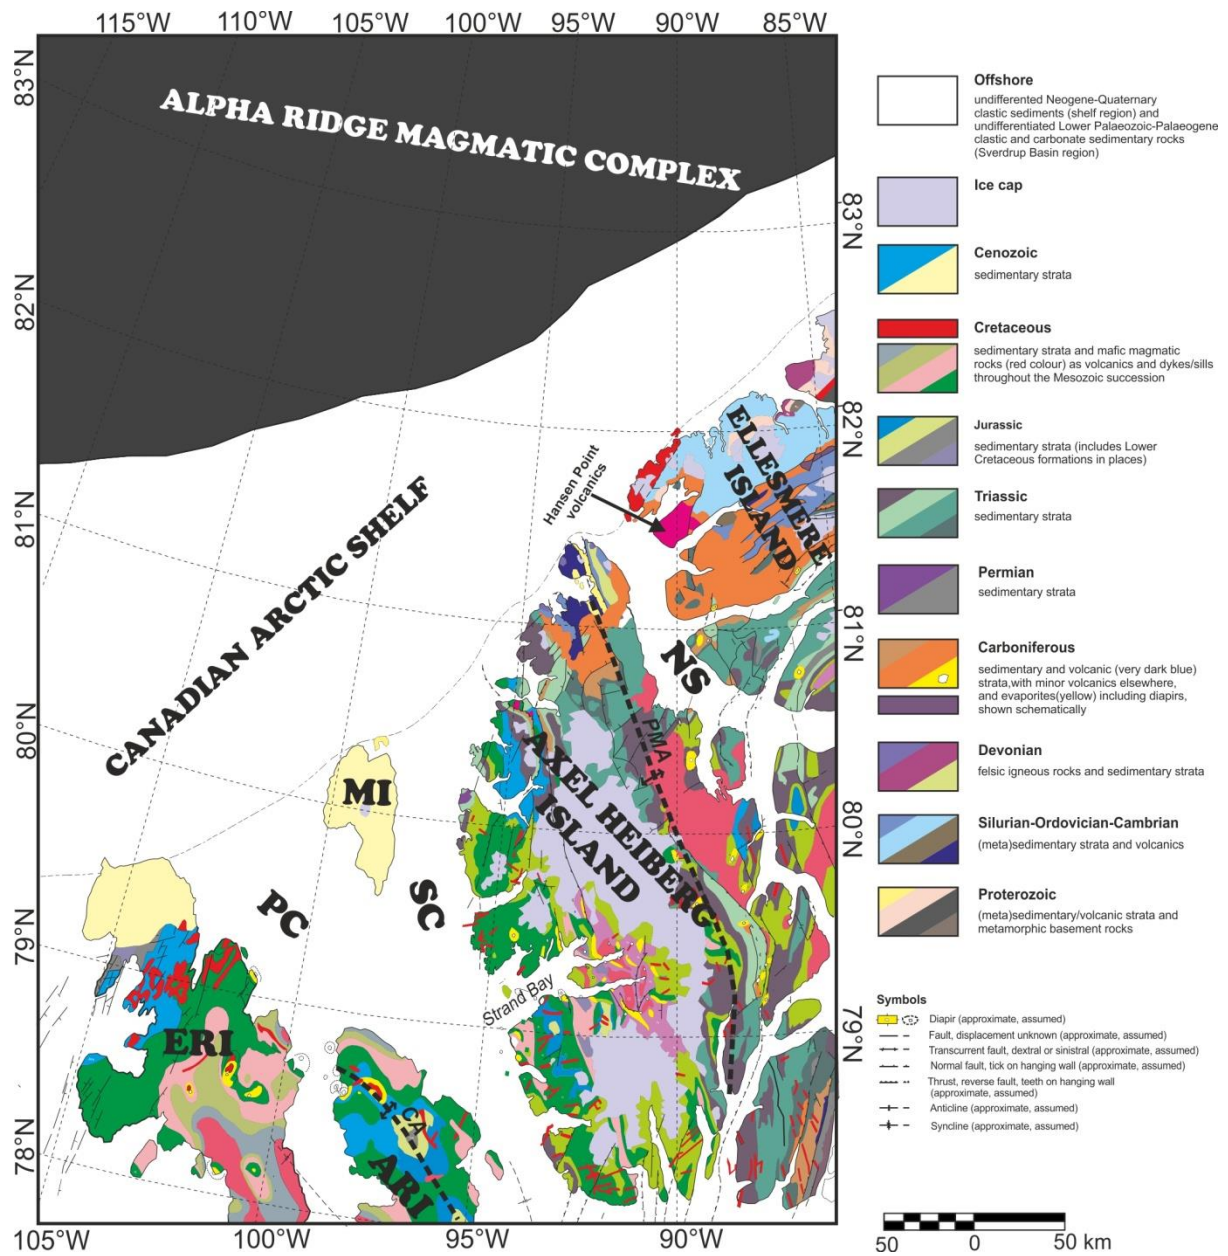 115°W 110°W 105°W 100°W 95°W 90°W 85°W
83°N
82°N
81°N
80°N
79°N
78°N
ALPHA RIDGE MAGMATIC COMPLEX
83°N
82°N
81°N
80°N
79°N
CANADIAN ARCTIC SHELF
Hansen Point
volcanics
ELLESMERE
ISLAND
NS
PMA
AXEL HEIBERG
ISLAND
MI
SC
PC
Strand Bay
ERI
CA
ARI
105°W 100°W 95°W 90°W
Offshore
undifferented Neogene-Quaternary
clastic sediments (shelf region) and
undifferentiated Lower Palaeozoic-Palaeogene
clastic and carbonate sedimentary rocks
(Sverdrup Basin region)
Ice cap
Cenozoic
sedimentary strata
Cretaceous
sedimentary strata and mafic magmatic
rocks (red colour) as volcanics and dykes/sills
throughout the Mesozoic succession
Jurassic
sedimentary strata (includes Lower
Cretaceous formations in places)
Triassic
sedimentary strata
Permian
sedimentary strata
Carboniferous
sedimentary and volcanic (very dark blue)
strata,with minor volcanics elsewhere,
and evaporites(yellow) including diapirs,
shown schematically
Devonian
felsic igneous rocks and sedimentary strata
Silurian-Ordovician-Cambrian
(meta)sedimentary strata and volcanics
Proterozoic
(meta)sedimentary/volcanic strata and
metamorphic basement rocks
Symbols
Diapir (approximate, assumed)
Fault, displacement unknown (approximate, assumed)
Transcurrent fault, dextral or sinistral (approximate, assumed)
Normal fault, tick on hanging wall (approximate, assumed)
Thrust, reverse fault, teeth on hanging wall
(approximate, assumed)
Anticline (approximate, assumed)
Syncline (approximate, assumed)
50 0 50 km